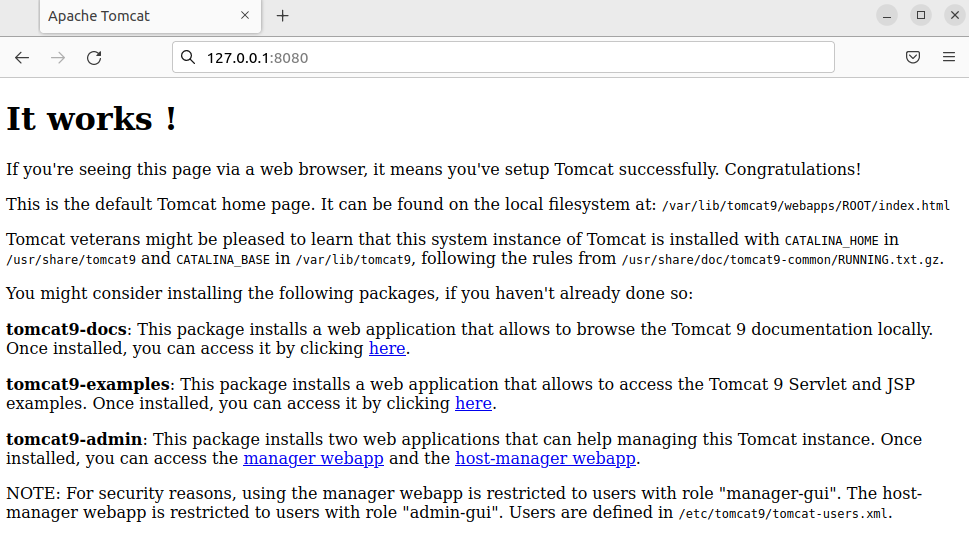 Apache Tomcat
127.0.0.1:8080
It works !
If you're seeing this page via a web browser, it means you've setup Tomcat successfully. Congratulations!
This is the default Tomcat home page. It can be found on the local filesystem at: /var/lib/tomcat9/webapps/ROOT/index.html
Tomcat veterans might be pleased to learn that this system instance of Tomcat is installed with CATALINA_HOME in
/usr/share/tomcat9 and CATALINA_BASE in /var/lib/tomcat9, following the rules from /usr/share/doc/tomcat9-common/RUNNING.txt.gz.
You might consider installing the following packages, if you haven't already done so:
tomcat9-docs: This package installs a web application that allows to browse the Tomcat 9 documentation locally.
Once installed, you can access it by clicking here.
tomcat9-examples: This package installs a web application that allows to access the Tomcat 9 Servlet and JSP
examples. Once installed, you can access it by clicking here.
tomcat9-admin: This package installs two web applications that can help managing this Tomcat instance. Once
installed, you can access the manager webapp and the host-manager webapp.
NOTE: For security reasons, using the manager webapp is restricted to users with role "manager-gui". The host-
manager webapp is restricted to users with role "admin-gui". Users are defined in /etc/tomcat9/tomcat-users.xml.